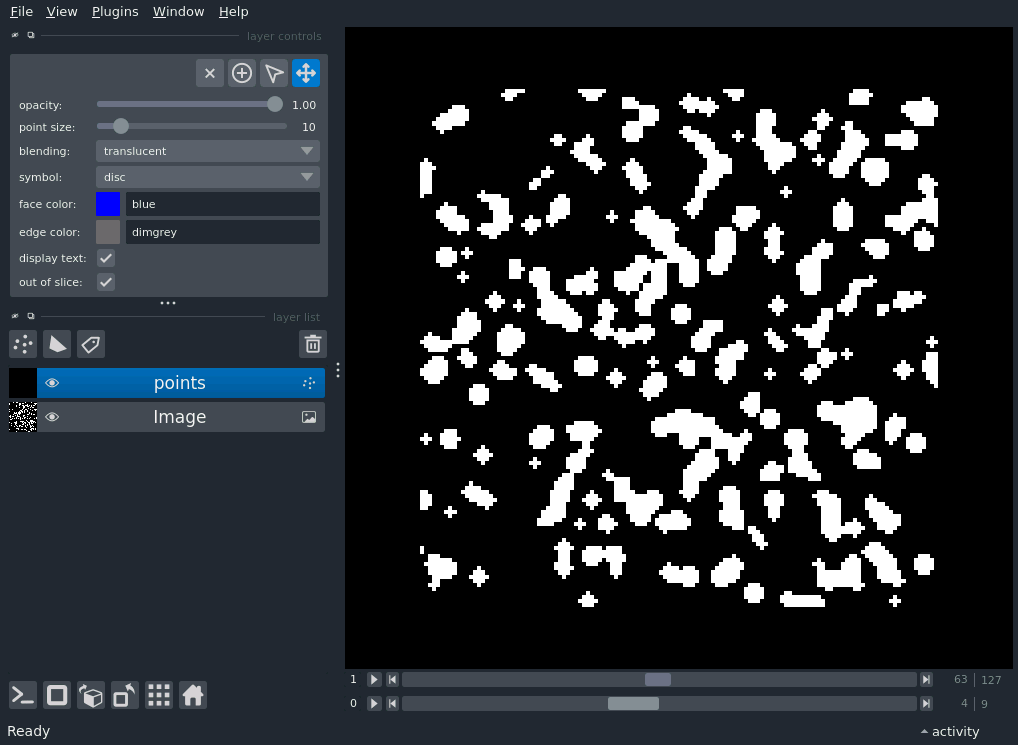 File View Plugins Window Help
layer controls
opacity: 1.00
point size: 10
blending: translucent
symbol: disc
face color: blue
edge color: dimgrey
display text:
out of slice:
layer list
points
Image
1 63 127
0 4 9
Ready activity